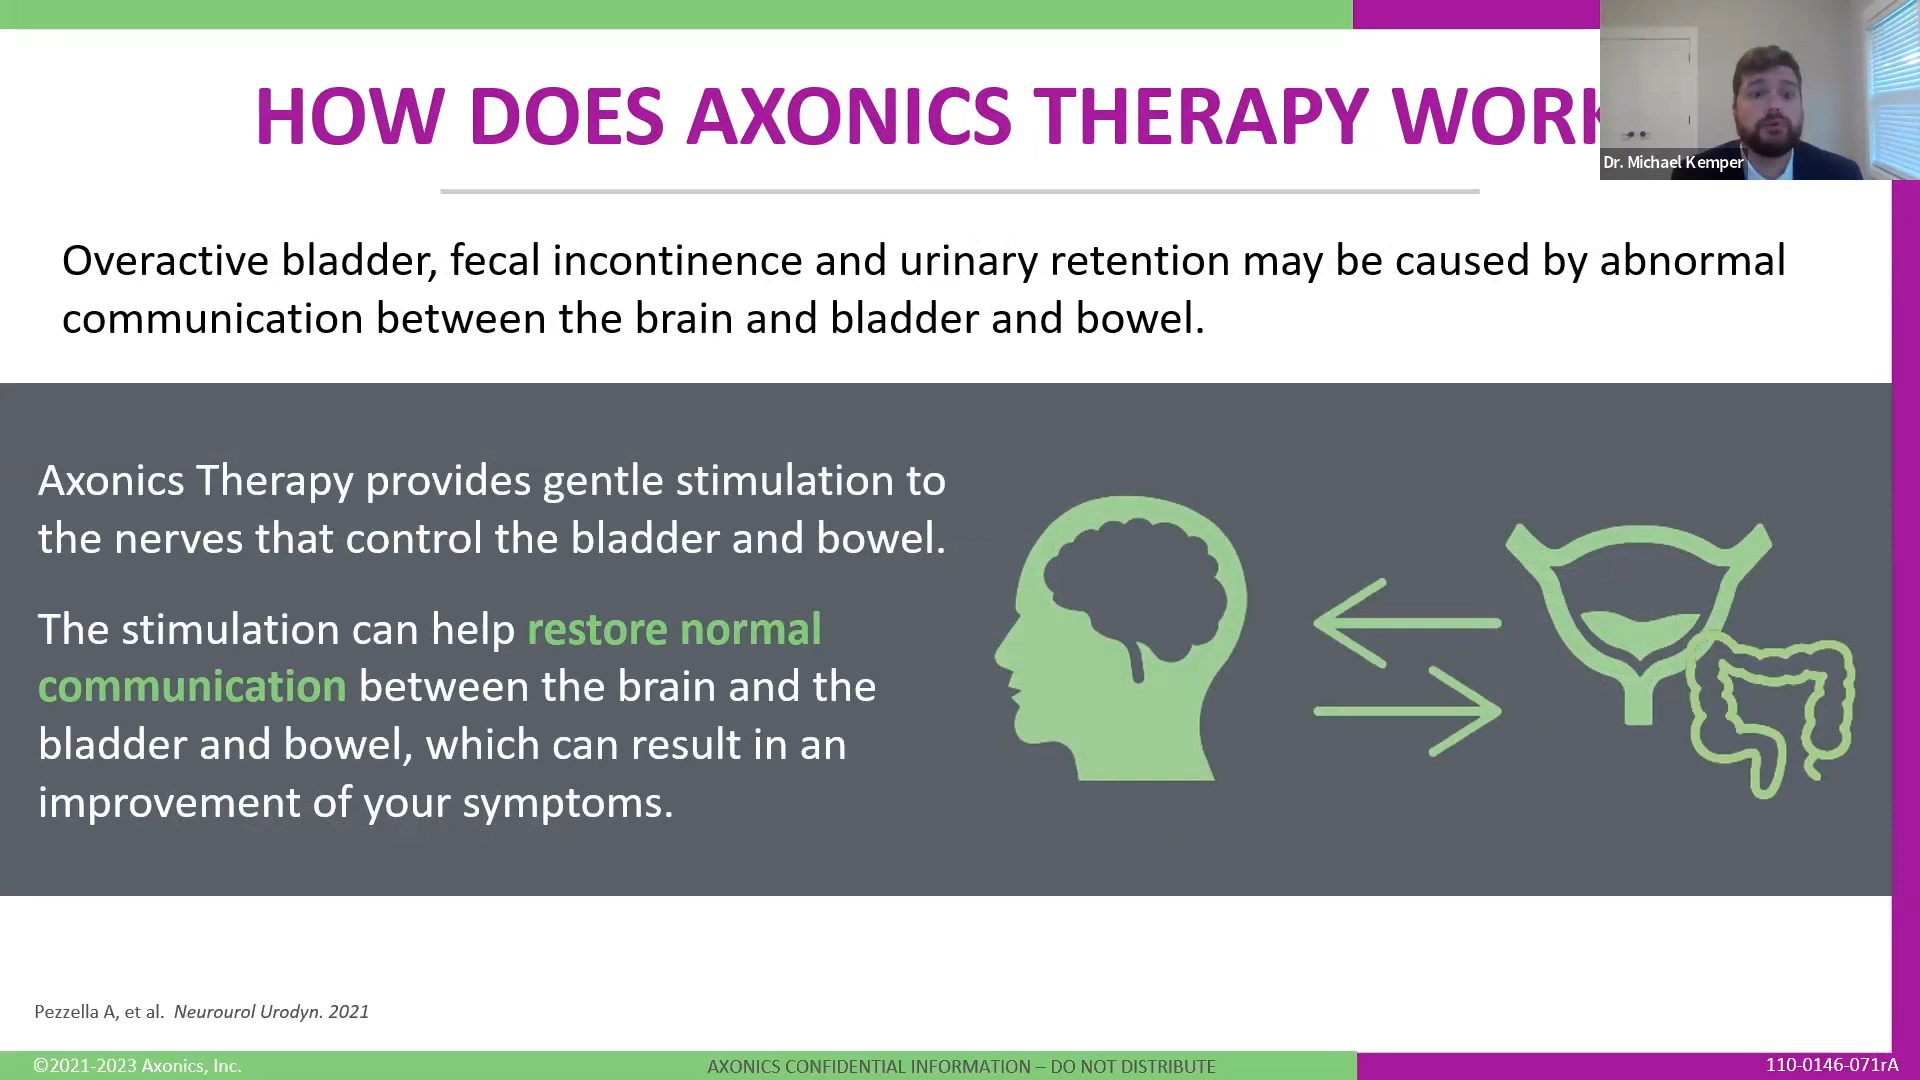 HOW DOES AXONICS THERAPY WORK
Dr. Michael Kemper
Overactive bladder, fecal incontinence and urinary retention may be caused by abnormal
communication between the brain and bladder and bowel.
Axonics Therapy provides gentle stimulation to
the nerves that control the bladder and bowel.
The stimulation can help restore normal
communication between the brain and the
bladder and bowel, which can result in an
improvement of your symptoms.
Pezzella A, et al. Neurourol Urodyn. 2021
©2021-2023 Axonics, Inc.
AXONICS CONFIDENTIAL INFORMATION – DO NOT DISTRIBUTE
110-0146-071rA